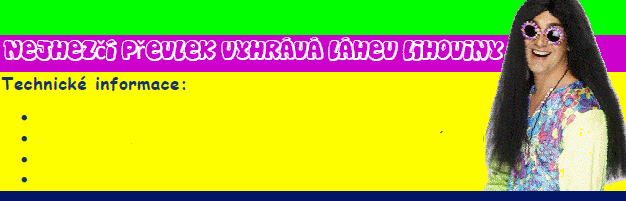 Nejhezčí převlek vyhrává láhev lihoviny
Technické informace: